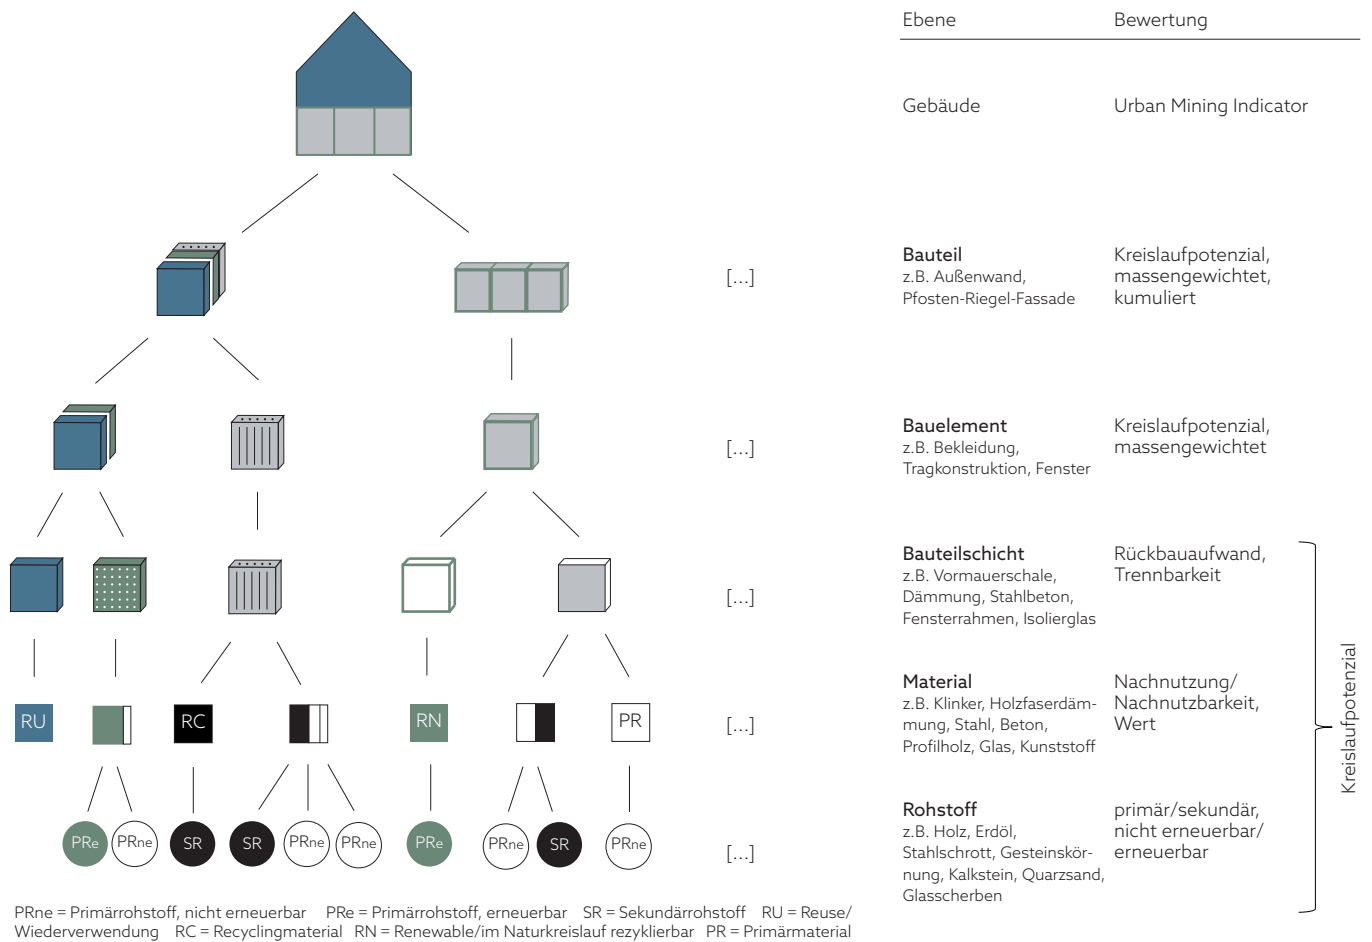 Ebene
Bewertung
Gebäude
Urban Mining Indicator
[...]
Bauteil
z.B. Außenwand,
Pfosten-Riegel-Fassade
Kreislaufpotenzial,
massengewichtet,
kumuliert
[...]
Bauelement
z.B. Bekleidung,
Tragkonstruktion, Fenster
Kreislaufpotenzial,
massengewichtet
[...]
Bauteilschicht
z.B. Vormauerschale,
Dämmung, Stahlbeton,
Fensterrahmen, Isolierglas
Rückbauaufwand,
Trennbarkeit
RU
RC
RN
PR
[...]
Material
z.B. Klinker, Holzfaserdäm-
mung, Stahl, Beton,
Profilholz, Glas, Kunststoff
Nachnutzung/
Nachnutzbarkeit,
Wert
PRe
PRne
SR
SR
PRne
PRne
PRe
PRne
SR
PRne
[...]
Rohstoff
z.B. Holz, Erdöl,
Stahlschrott, Gesteinskör-
nung, Kalkstein, Quarzsand,
Glasscherben
primär/sekundär,
nicht erneuerbar/
erneuerbar
Kreislaufpotenzial
PRne = Primärrohstoff, nicht erneuerbar PRe = Primärrohstoff, erneuerbar SR = Sekundärrohstoff RU = Reuse/
Wiederverwendung RC = Recyclingmaterial RN = Renewable/im Naturkreislauf rezyklierbar PR = Primärmaterial